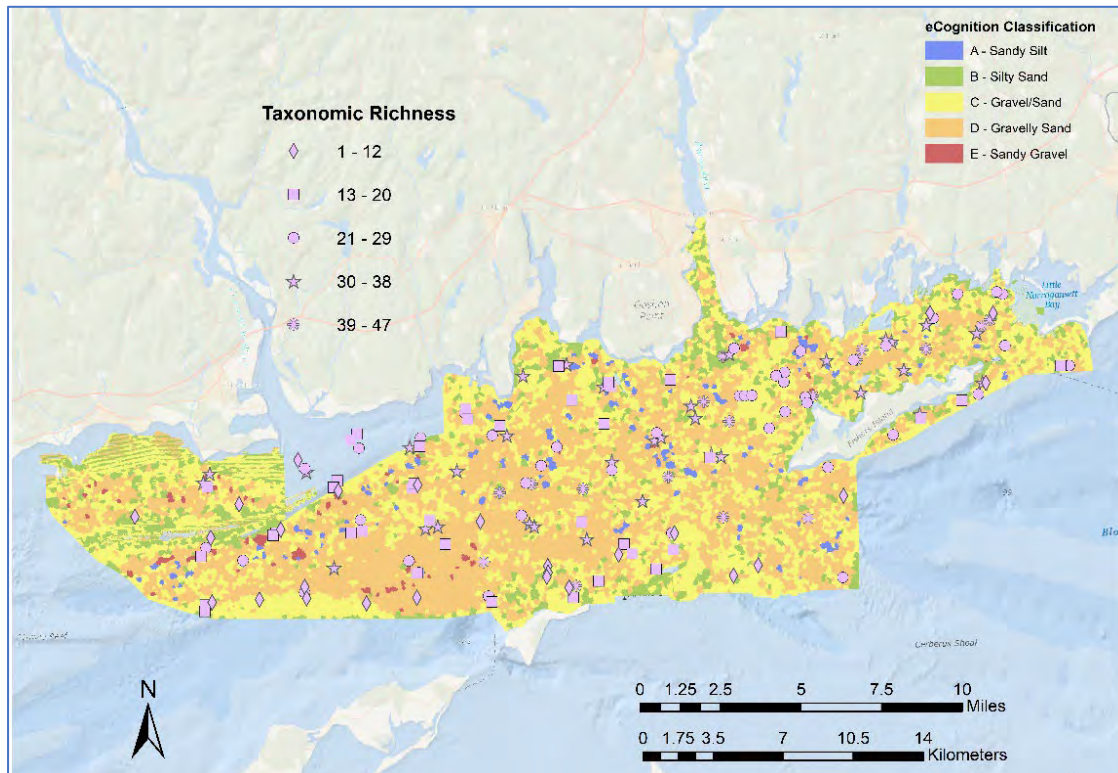 eCognition Classification
A - Sandy Silt
B - Silty Sand
C - Gravel/Sand
D - Gravelly Sand
E - Sandy Gravel
Taxonomic Richness
1 - 12
13 - 20
21 - 29
30 - 38
39 - 47
Little
Narragansett
Bay
Point
Fishers Island
Cerberus Shoal
N
0 1.25 2.5 5 7.5 10
Miles
0 1.75 3.5 7 10.5 14
Kilometers